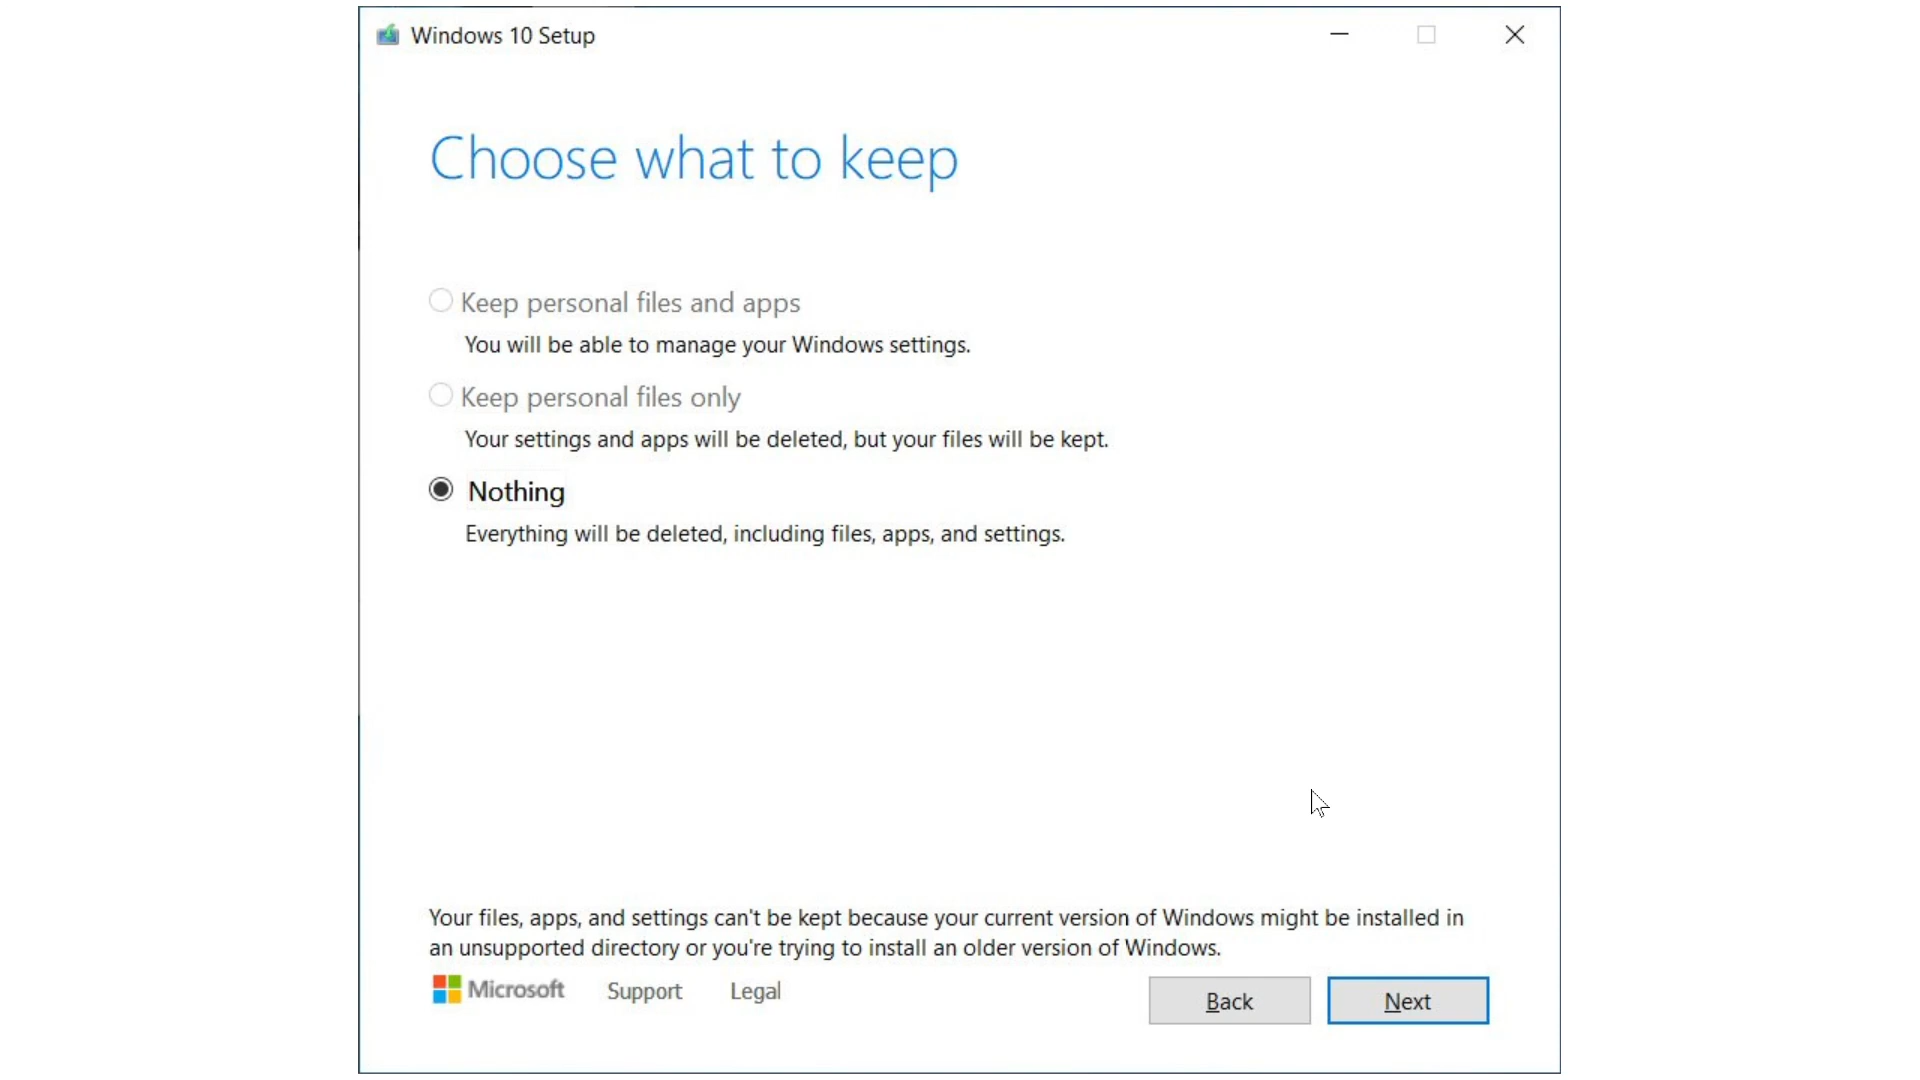 Windows 10 Setup
Choose what to keep
Keep personal files and apps
You will be able to manage your Windows settings.
Keep personal files only
Your settings and apps will be deleted, but your files will be kept.
Nothing
Everything will be deleted, including files, apps, and settings.
Your files, apps, and settings can't be kept because your current version of Windows might be installed in
an unsupported directory or you're trying to install an older version of Windows.
Microsoft Support Legal Back Next